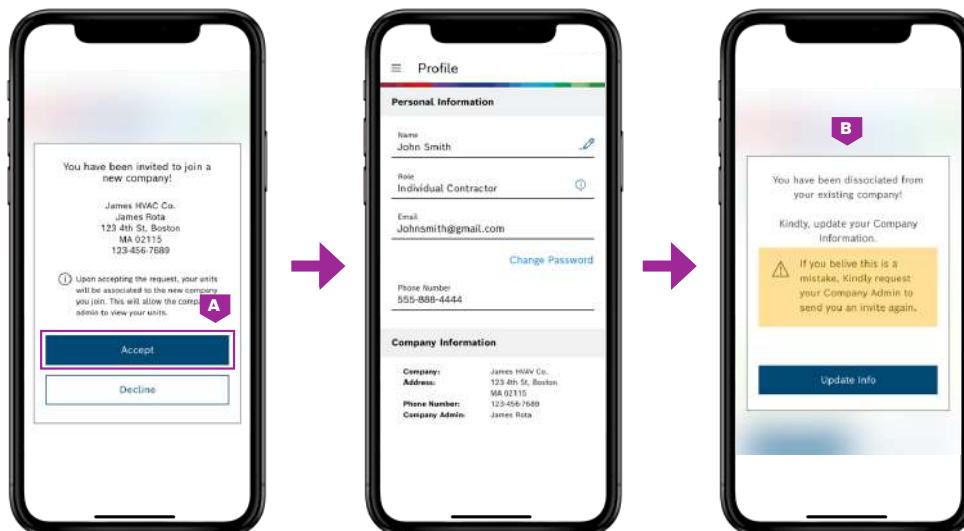 You have been invited to join a
new company!
James HVAC Co.
James Rota
123 4th St, Boston
MA 02115
123-456-7689
Upon accepting the request, your units
will be associated to the new company
you join. This will allow the company
admin to view your units.
A
Accept
Decline
Profile
Personal Information
Name
John Smith
Role
Individual Contractor
Email
Johnsmith@gmail.com
Change Password
Phone Number
555-888-4444
Company Information
Company: James HVAV Co.
Address: 123 4th St, Boston
MA 02115
Phone Number: 123-456-7689
Company Admin: James Rota
B
You have been dissociated from
your existing company!
Kindly, update your Company
Information.
If you belive this is a
mistake, Kindly request
your Company Admin to
send you an invite again.
Update Info